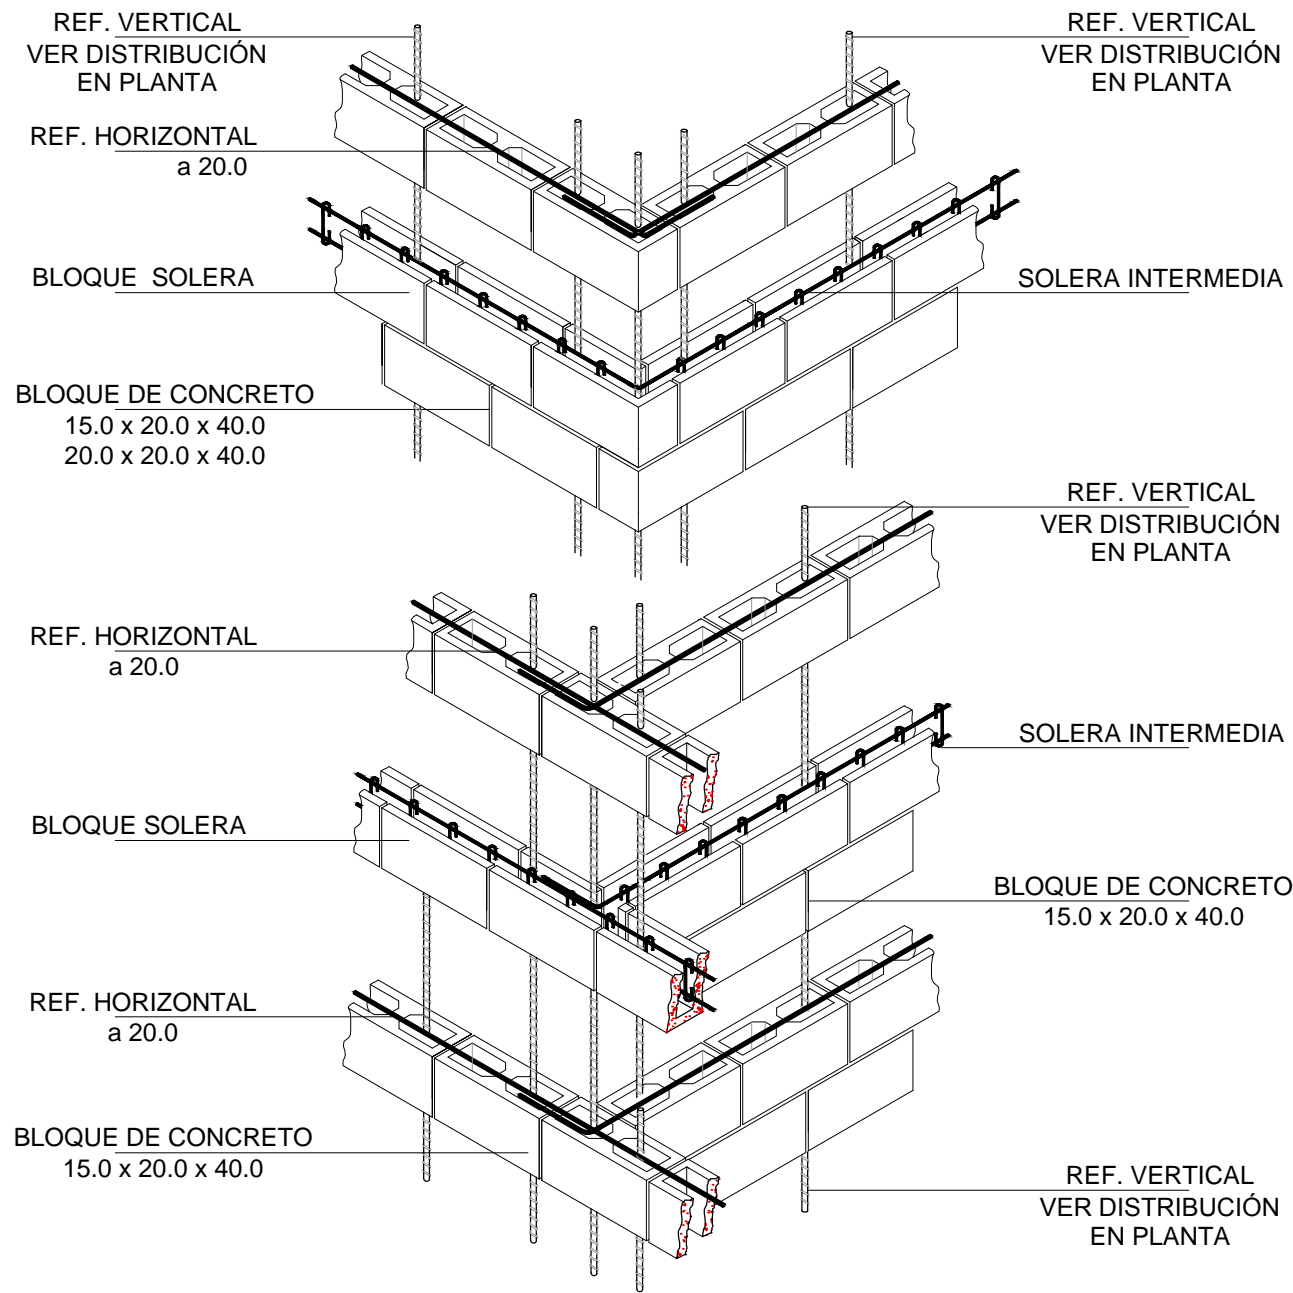 REF. VERTICAL
VER DISTRIBUCIÓN
EN PLANTA
REF. VERTICAL
VER DISTRIBUCIÓN
EN PLANTA
REF. HORIZONTAL
a 20.0
BLOQUE SOLERA
SOLERA INTERMEDIA
BLOQUE DE CONCRETO
15.0 x 20.0 x 40.0
20.0 x 20.0 x 40.0
REF. VERTICAL
VER DISTRIBUCIÓN
EN PLANTA
REF. HORIZONTAL
a 20.0
SOLERA INTERMEDIA
BLOQUE SOLERA
BLOQUE DE CONCRETO
15.0 x 20.0 x 40.0
REF. HORIZONTAL
a 20.0
BLOQUE DE CONCRETO
15.0 x 20.0 x 40.0
REF. VERTICAL
VER DISTRIBUCIÓN
EN PLANTA